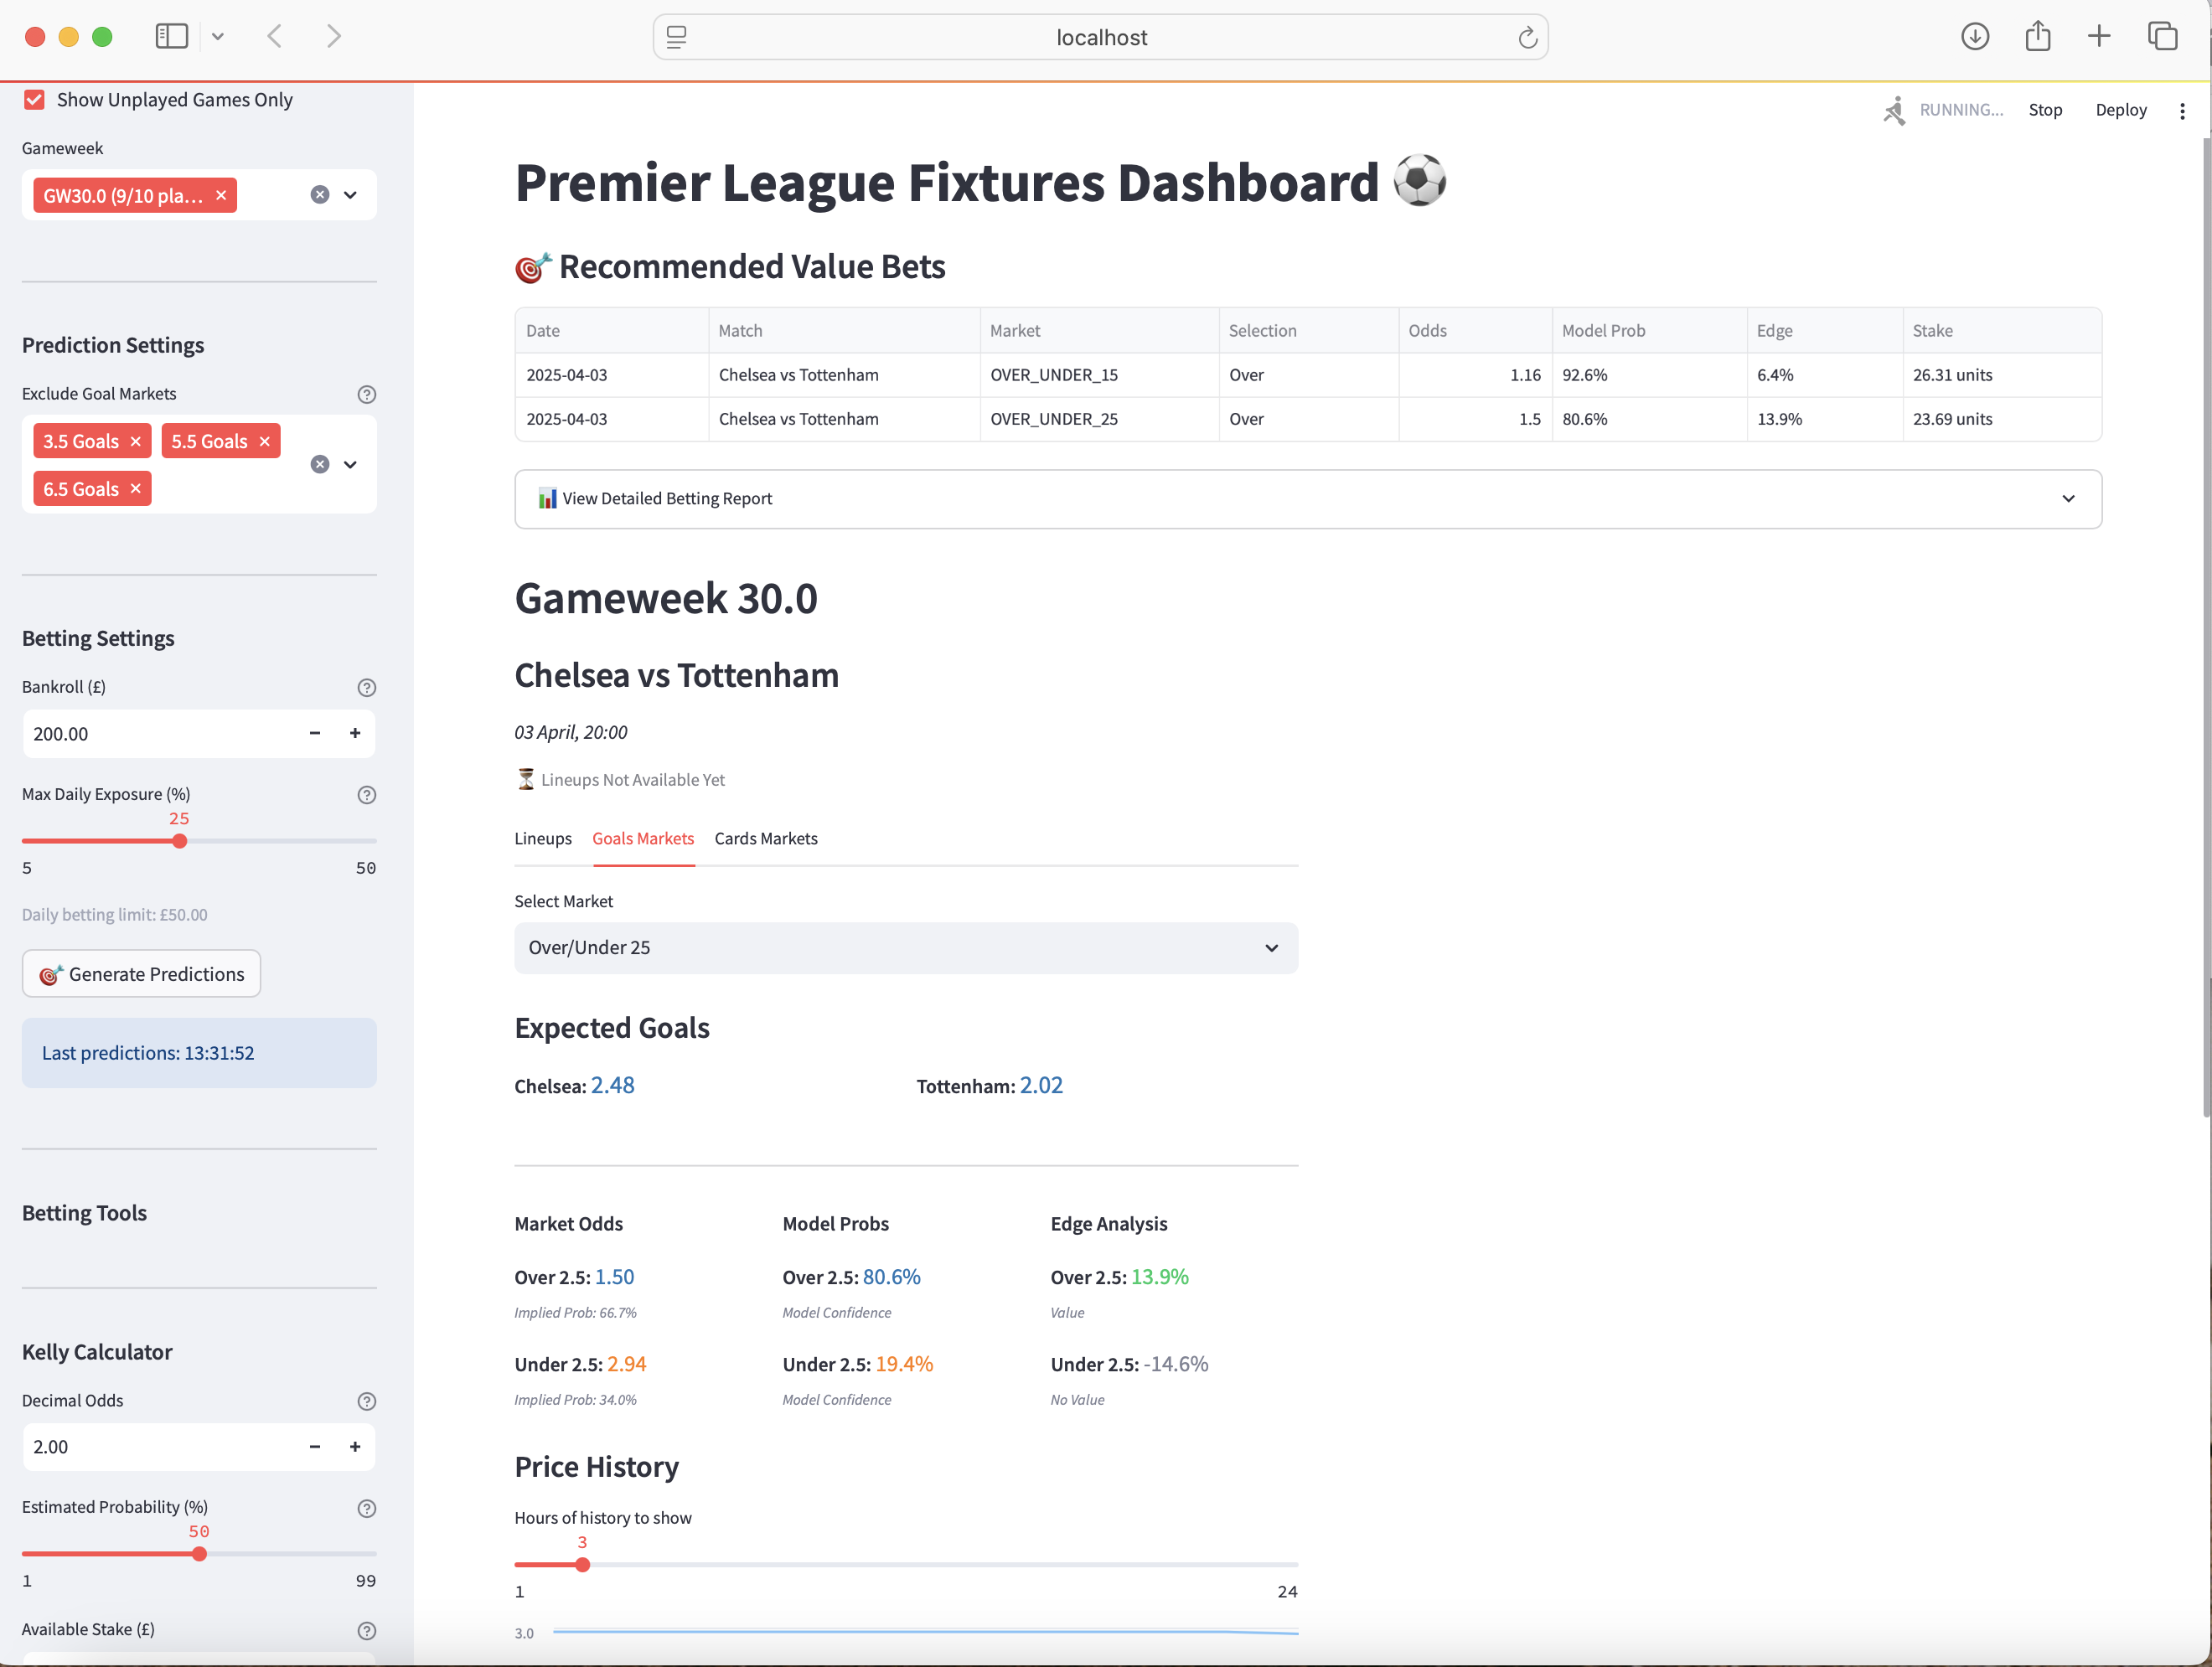 localhost
Show Unplayed Games Only
Gameweek
GW30.0 (9/10 pla...
Prediction Settings
Exclude Goal Markets
3.5 Goals 5.5 Goals
6.5 Goals
Betting Settings
Bankroll (£)
200.00
Max Daily Exposure (%)
25
5 50
Daily betting limit: £50.00
🎯 Generate Predictions
Last predictions: 13:31:52
Betting Tools
Kelly Calculator
Decimal Odds
2.00
Estimated Probability (%)
50
1 99
Available Stake (£)
RUNNING... Stop Deploy
Premier League Fixtures Dashboard ⚽
🎯 Recommended Value Bets
Date Match Market Selection Odds Model Prob Edge Stake
2025-04-03 Chelsea vs Tottenham OVER_UNDER_15 Over 1.16 92.6% 6.4% 26.31 units
2025-04-03 Chelsea vs Tottenham OVER_UNDER_25 Over 1.5 80.6% 13.9% 23.69 units
📊 View Detailed Betting Report
Gameweek 30.0
Chelsea vs Tottenham
03 April, 20:00
⏳ Lineups Not Available Yet
Lineups Goals Markets Cards Markets
Select Market
Over/Under 25
Expected Goals
Chelsea: 2.48 Tottenham: 2.02
Market Odds Model Probs Edge Analysis
Over 2.5: 1.50 Over 2.5: 80.6% Over 2.5: 13.9%
Implied Prob: 66.7% Model Confidence Value
Under 2.5: 2.94 Under 2.5: 19.4% Under 2.5: -14.6%
Implied Prob: 34.0% Model Confidence No Value
Price History
Hours of history to show
3
1 24
3.0